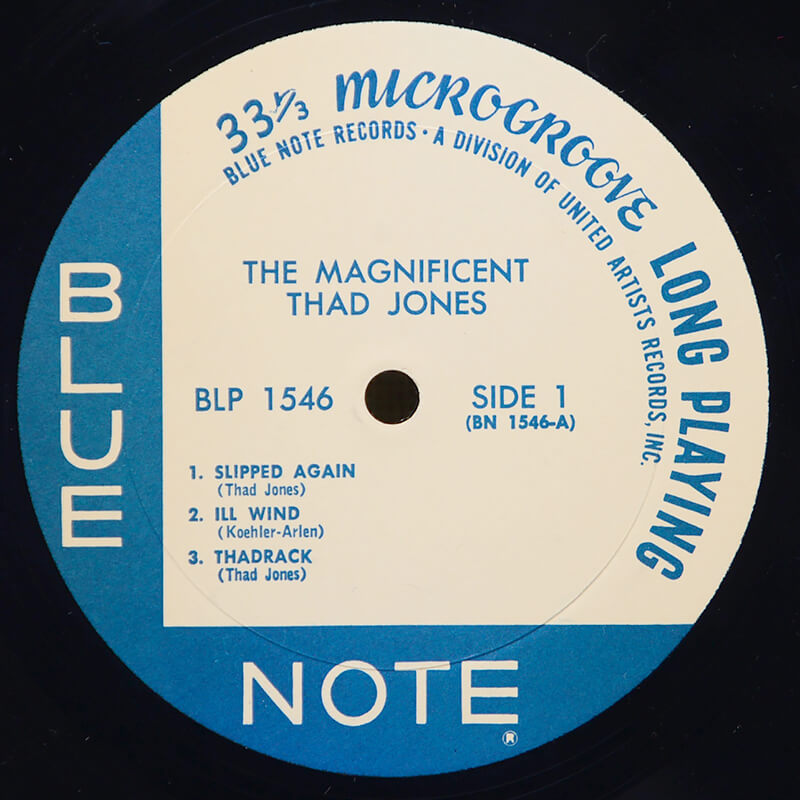 33 1/3 MICROGROOVE LONG PLAYING
BLUE NOTE RECORDS · A DIVISION OF UNITED ARTISTS RECORDS, INC.
THE MAGNIFICENT
THAD JONES
BLP 1546
SIDE 1
(BN 1546-A)
1. SLIPPED AGAIN
(Thad Jones)
2. ILL WIND
(Koehler-Arlen)
3. THADRACK
(Thad Jones)
BLUE
NOTE
®